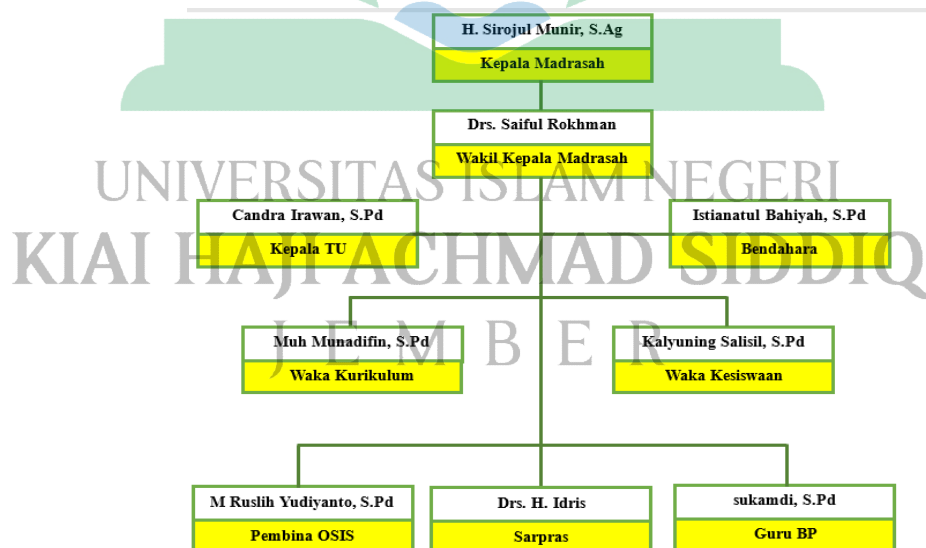 H. Sirojul Munir, S.Ag
Kepala Madrasah
Drs. Saiful Rokhman
Wakil Kepala Madrasah
UNIVERSITAS ISLAM NEGERI
Candra Irawan, S.Pd
Kepala TU
Istianatul Bahiyah, S.Pd
Bendahara
KIAI HAJI ACHMAD SIDDIQ
Muh Munadifin, S.Pd
Waka Kurikulum
Kalyuning Salisil, S.Pd
Waka Kesiswaan
JEMBER
M Ruslih Yudiyanto, S.Pd
Pembina OSIS
Drs. H. Idris
Sarpras
sukamdi, S.Pd
Guru BP